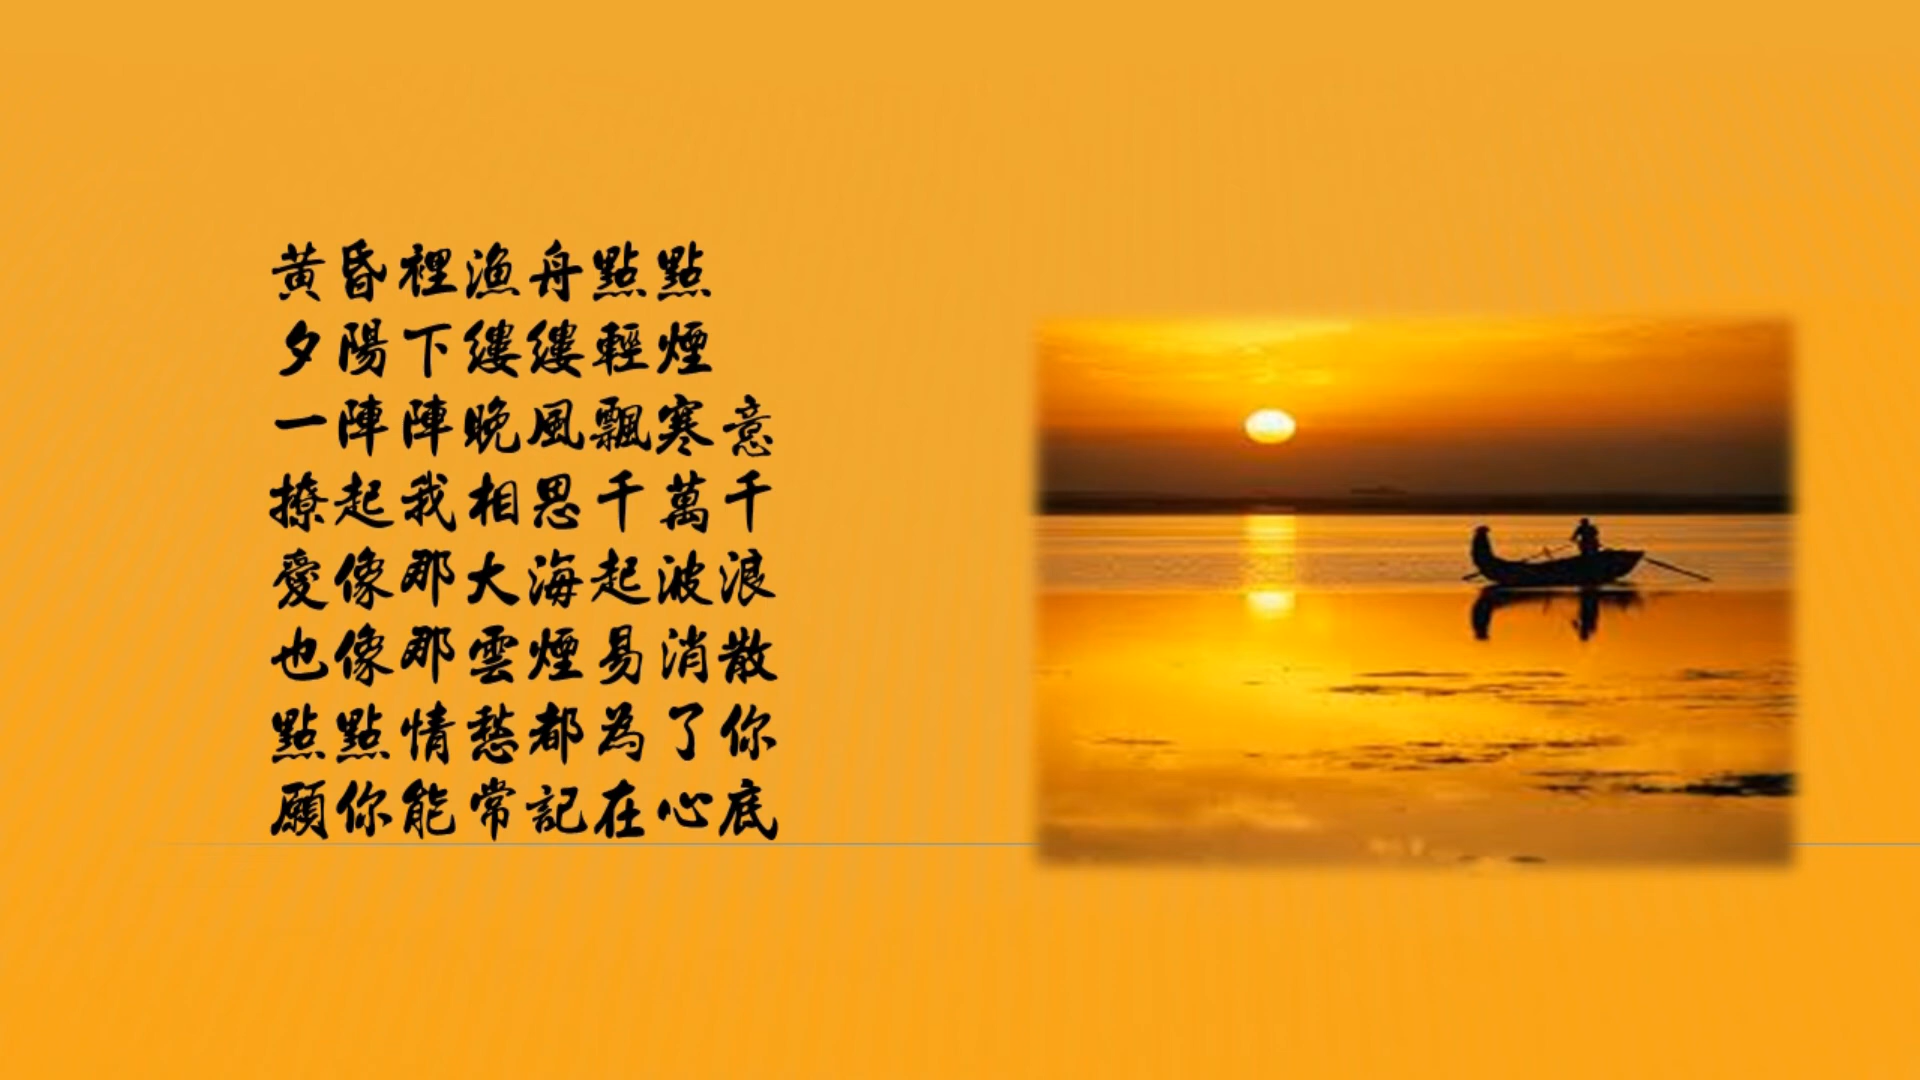 黃昏裡漁舟點點
夕陽下縷縷輕煙
一陣陣晚風飄寒意
撩起我相思千萬千
愛像那大海起波浪
也像那雲煙易消散
點點情愁都為了你
願你能常記在心底